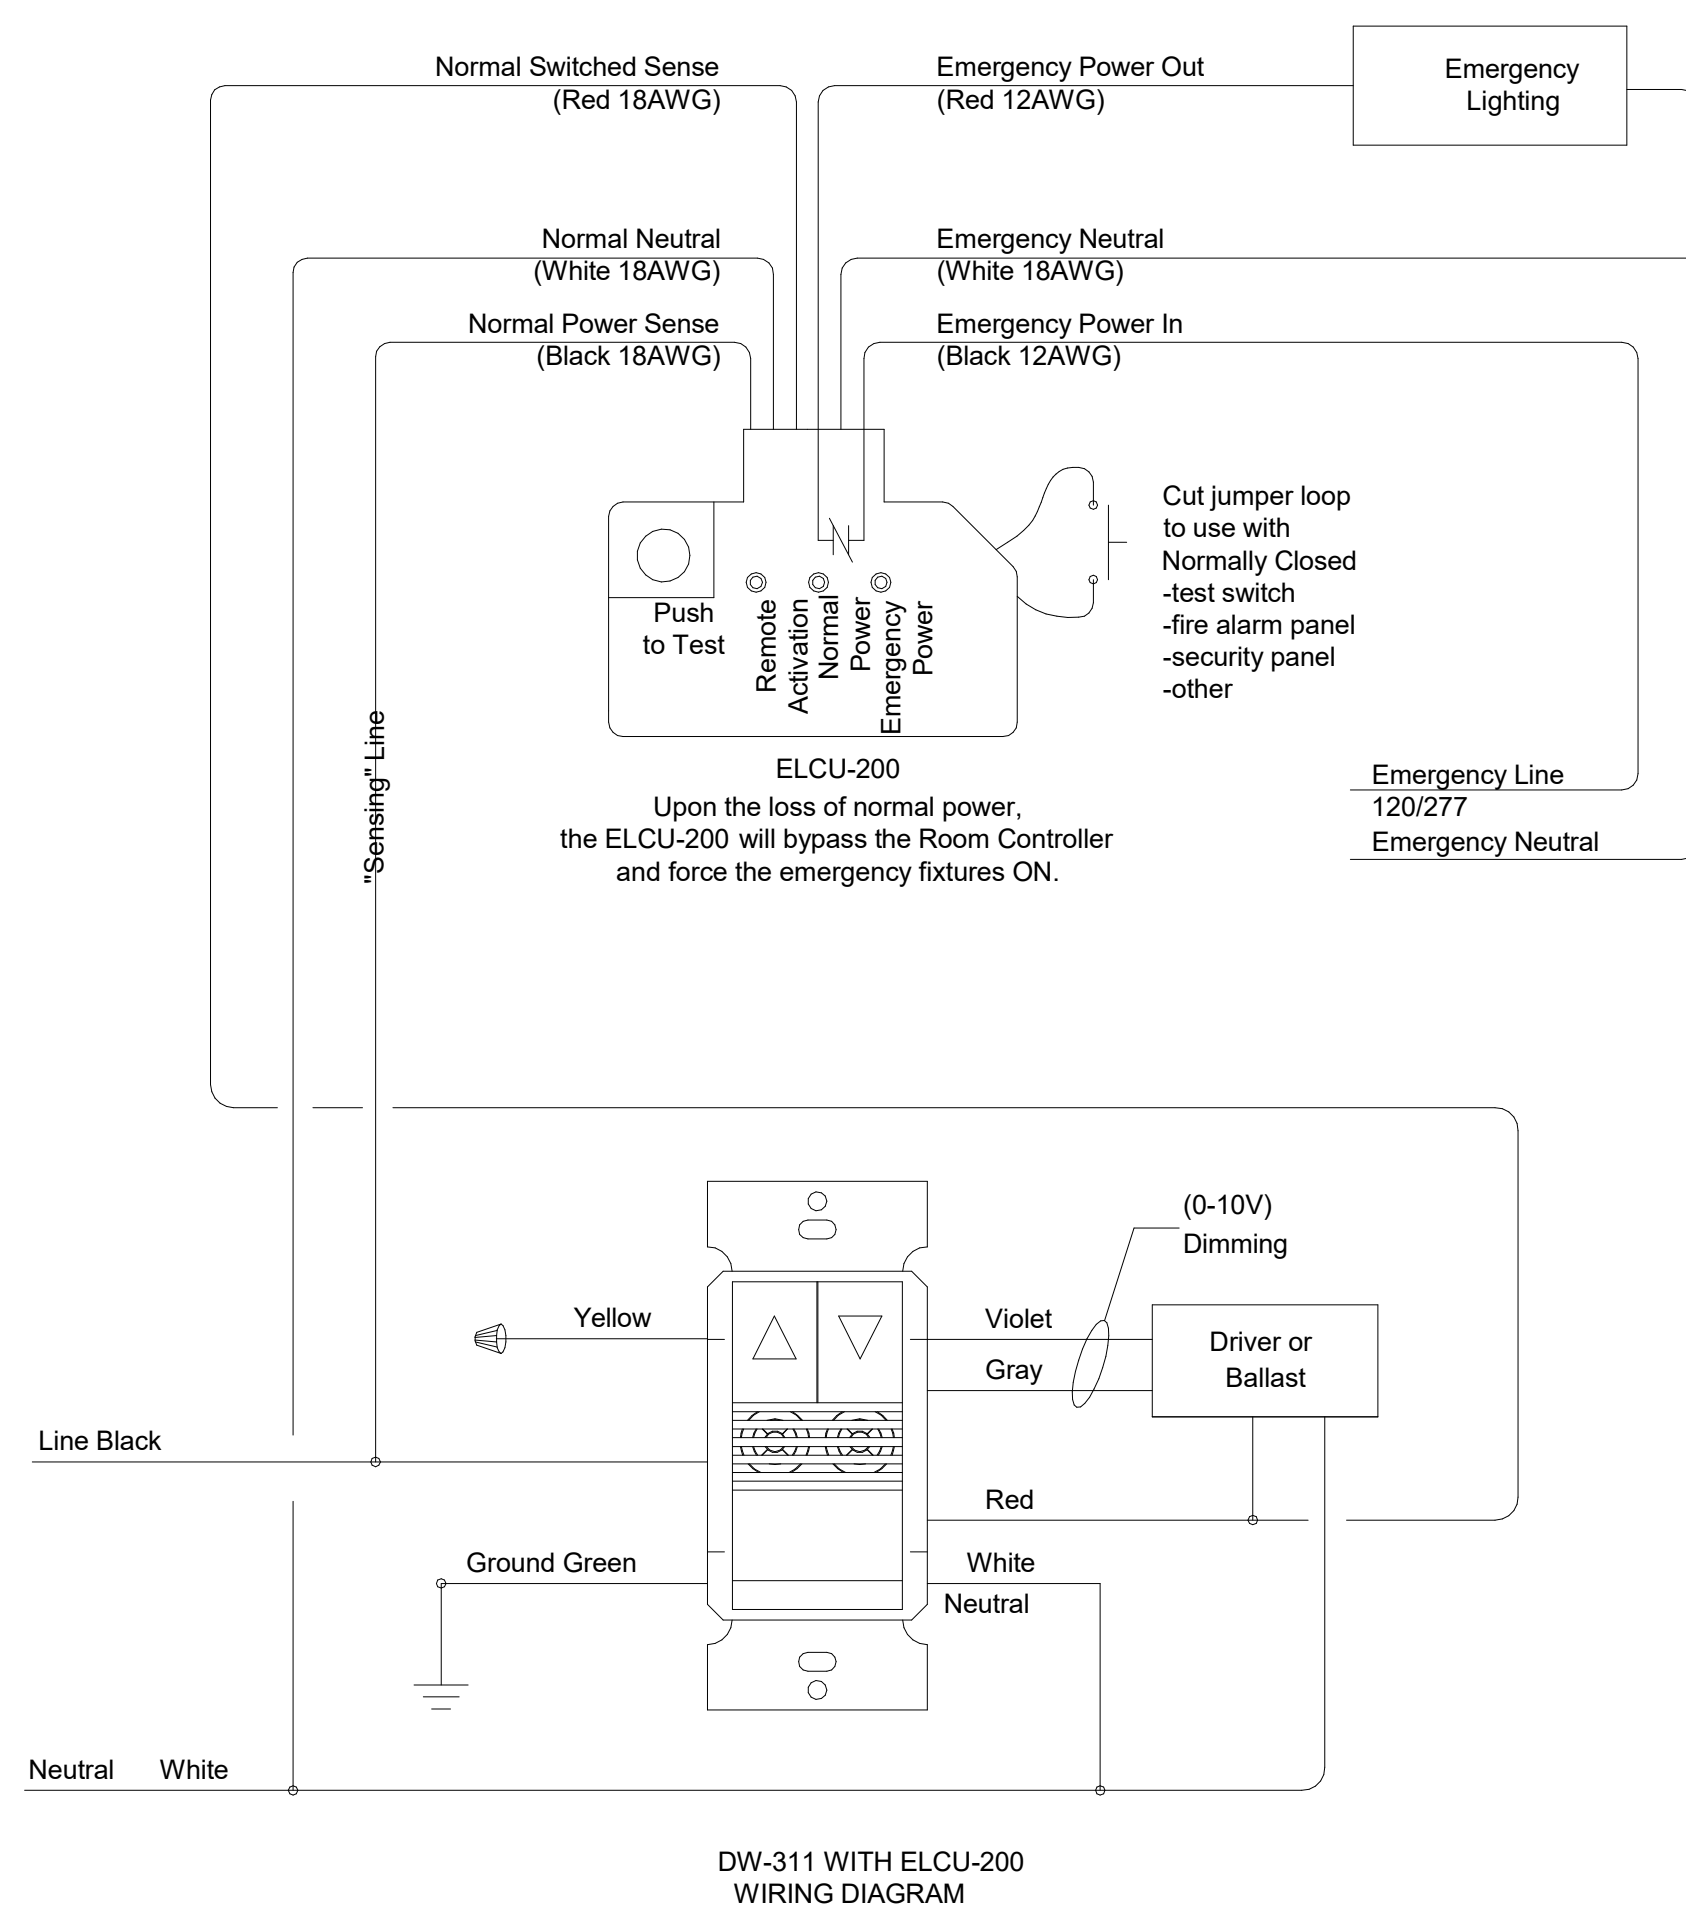 Normal Switched Sense
(Red 18AWG)
Emergency Power Out
(Red 12AWG)
Emergency
Lighting
Normal Neutral
(White 18AWG)
Emergency Neutral
(White 18AWG)
Normal Power Sense
(Black 18AWG)
Emergency Power In
(Black 12AWG)
Cut jumper loop
to use with
Normally Closed
-test switch
-fire alarm panel
-security panel
-other
Push
to Test
Remote
Activation
Normal
Power
Emergency
Power
"Sensing" Line
ELCU-200
Upon the loss of normal power,
the ELCU-200 will bypass the Room Controller
and force the emergency fixtures ON.
Emergency Line
120/277
Emergency Neutral
(0-10V)
Dimming
Yellow
Violet
Gray
Driver or
Ballast
Line Black
Red
Ground Green
White
Neutral
Neutral White
DW-311 WITH ELCU-200
WIRING DIAGRAM